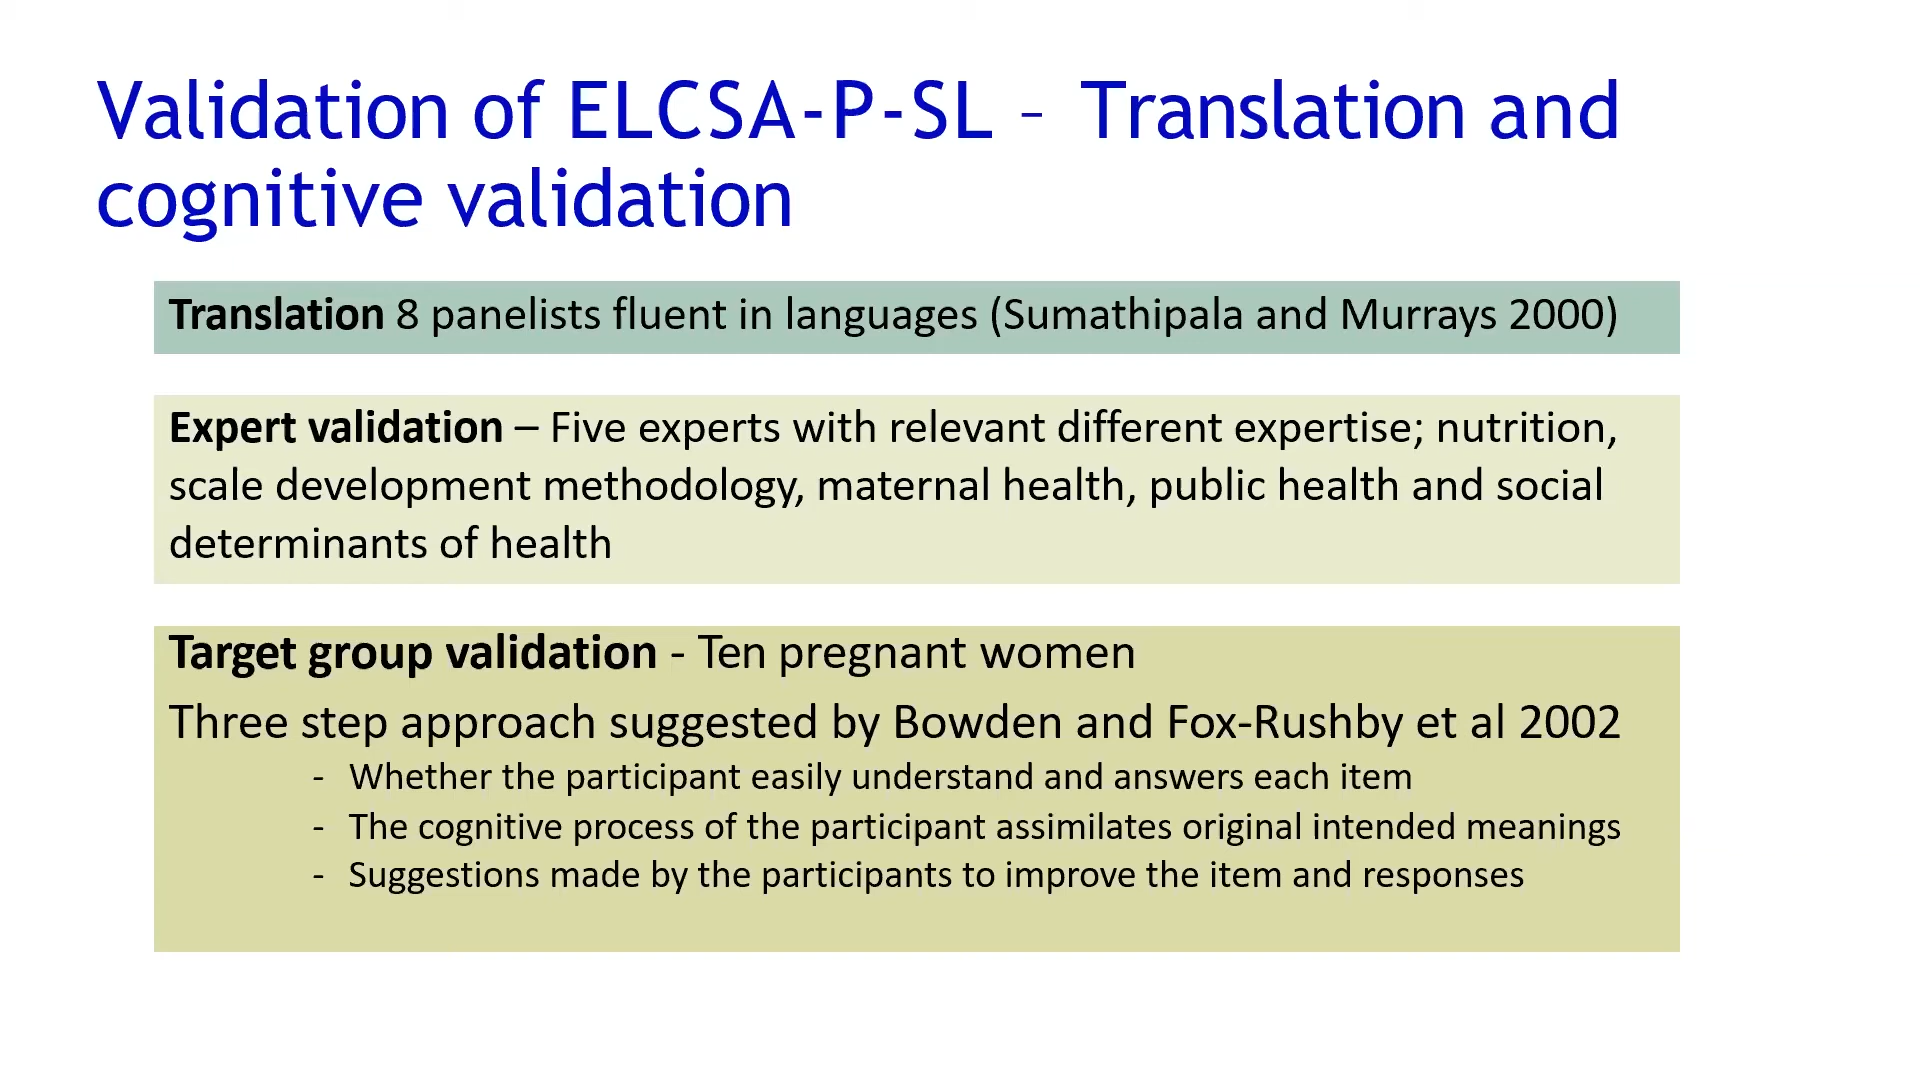 Validation of ELCSA-P-SL – Translation and
cognitive validation
Translation 8 panelists fluent in languages (Sumathipala and Murrays 2000)
Expert validation – Five experts with relevant different expertise; nutrition,
scale development methodology, maternal health, public health and social
determinants of health
Target group validation - Ten pregnant women
Three step approach suggested by Bowden and Fox-Rushby et al 2002
- Whether the participant easily understand and answers each item
- The cognitive process of the participant assimilates original intended meanings
- Suggestions made by the participants to improve the item and responses